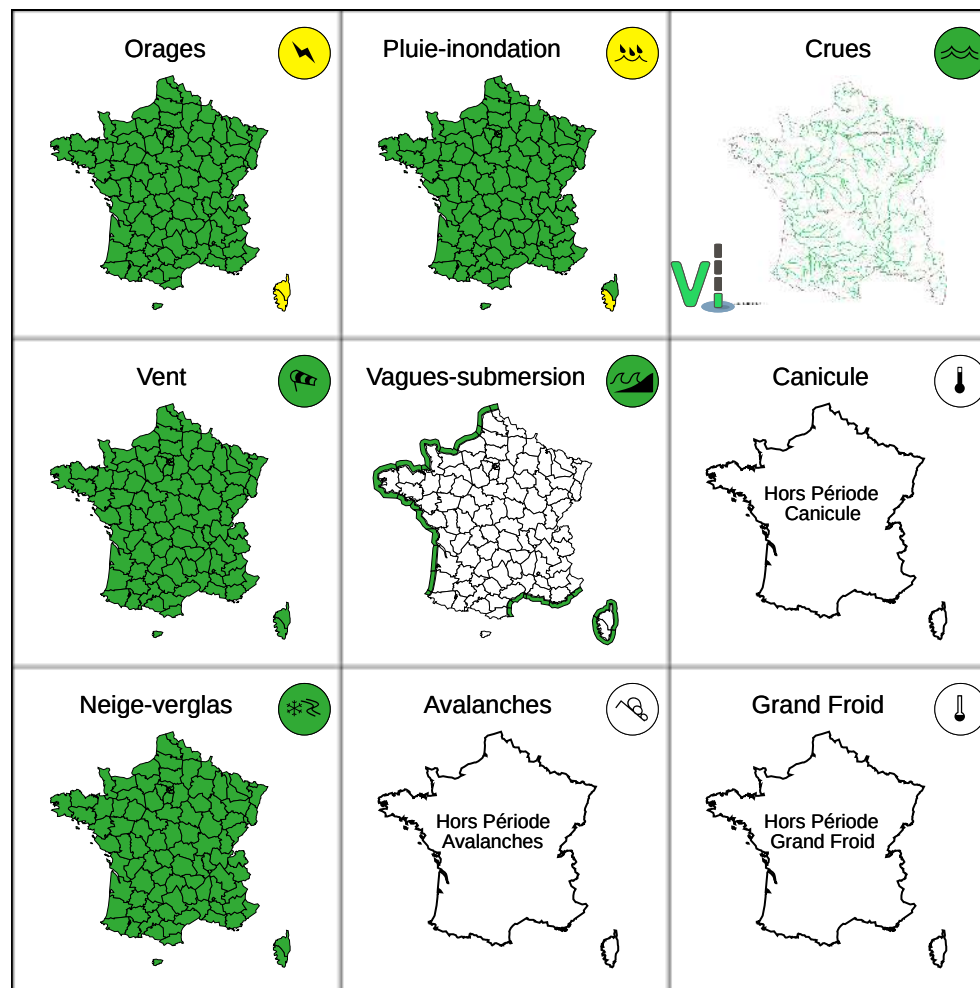 Orages
Pluie-inondation
Crues
Vi
Vent
Vagues-submersion
Canicule
Hors Période
Canicule
Neige-verglas
Avalanches
Hors Période
Avalanches
Grand Froid
Hors Période
Grand Froid